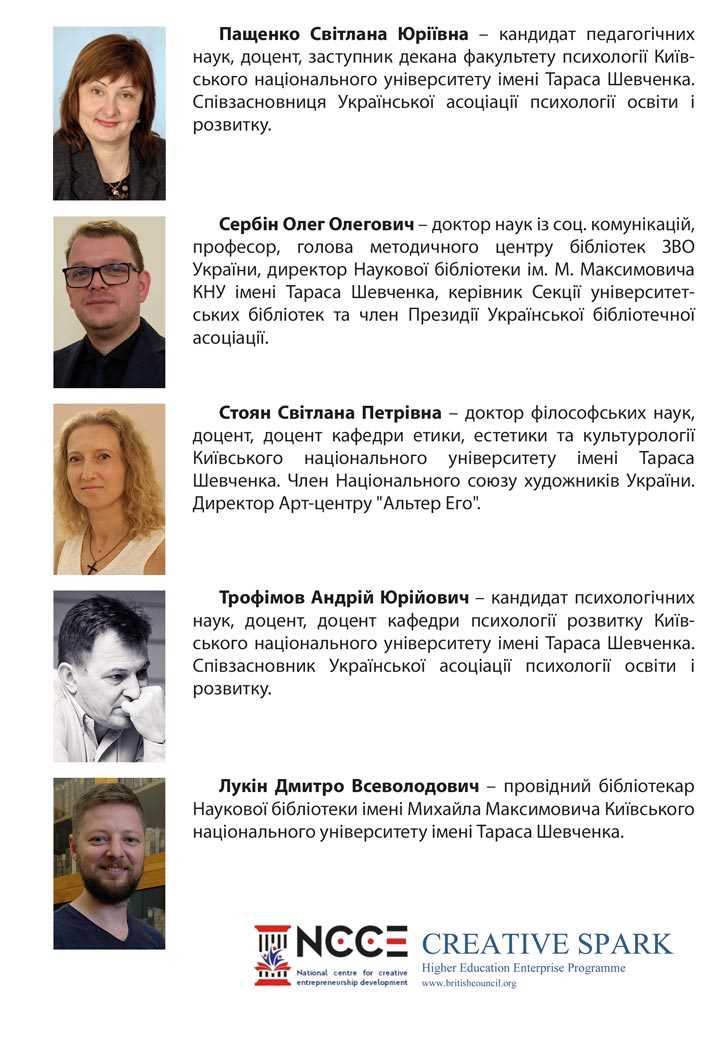 Пащенко Світлана Юріївна – кандидат педагогічних
наук, доцент, заступник декана факультету психології Київ-
ського національного університету імені Тараса Шевченка.
Співзасновниця Української асоціації психології освіти і
розвитку.
Сербін Олег Олегович – доктор наук із соц. комунікацій,
професор, голова методичного центру бібліотек ЗВО
України, директор Наукової бібліотеки ім. М. Максимовича
КНУ імені Тараса Шевченка, керівник Секції університет-
ських бібліотек та член Президії Української бібліотечної
асоціації.
Стоян Світлана Петрівна – доктор філософських наук,
доцент, доцент кафедри етики, естетики та культурології
Київського національного університету імені Тараса
Шевченка. Член Національного союзу художників України.
Директор Арт-центру "Альтер Его".
Трофімов Андрій Юрійович – кандидат психологічних
наук, доцент, доцент кафедри психології розвитку Київ-
ського національного університету імені Тараса Шевченка.
Співзасновник Української асоціації психології освіти і
розвитку.
Лукін Дмитро Всеволодович – провідний бібліотекар
Наукової бібліотеки імені Михайла Максимовича Київського
національного університету імені Тараса Шевченка.
NCCE
National centre for creative
entrepreneurship development
CREATIVE SPARK
Higher Education Enterprise Programme
www.britishcouncil.org